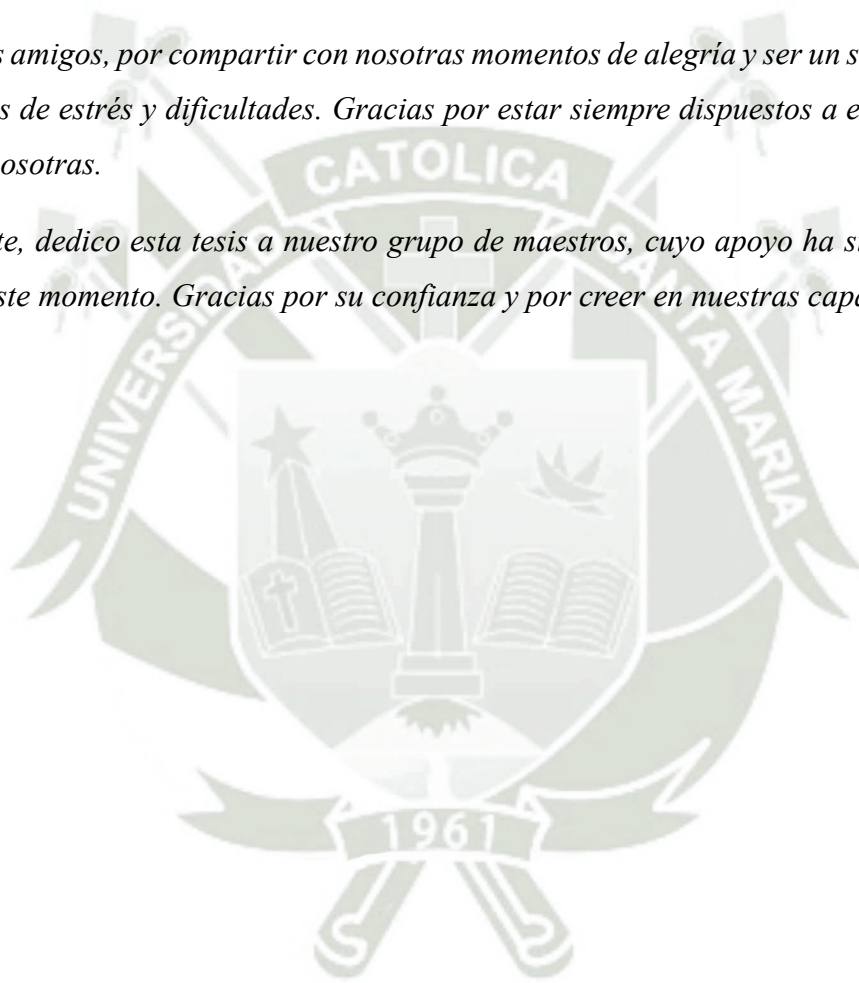 s amigos, por compartir con nosotras momentos de alegría y ser un s
s de estrés y dificultades. Gracias por estar siempre dispuestos a e
osotras.
te, dedico esta tesis a nuestro grupo de maestros, cuyo apoyo ha s
ste momento. Gracias por su confianza y por creer en nuestras capa
UNIVERSIDAD CATOLICA SANTA MARIA
1961